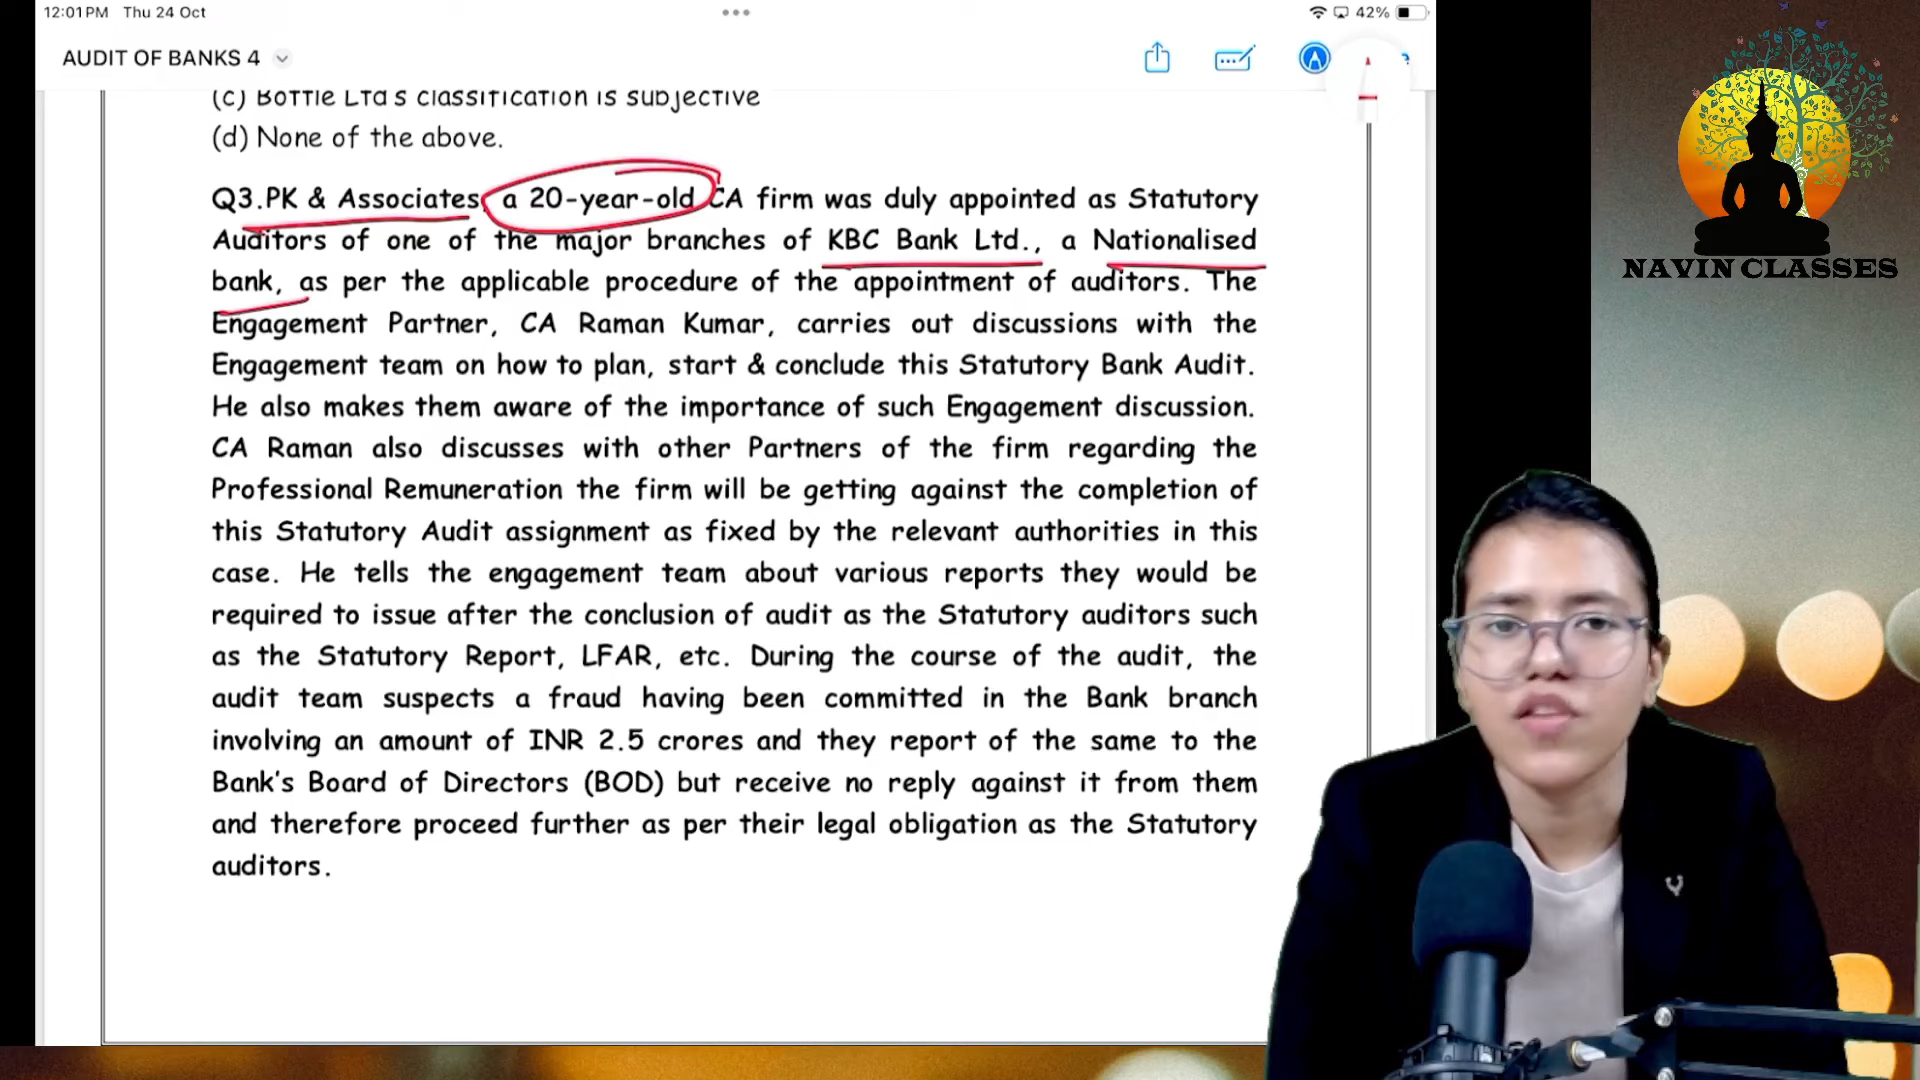 12:01 PM Thu 24 Oct
42%
AUDIT OF BANKS 4
(c) Bottle Ltd's classification is subjective
(d) None of the above.
Q3.PK & Associates, a 20-year-old CA firm was duly appointed as Statutory
Auditors of one of the major branches of KBC Bank Ltd., a Nationalised
bank, as per the applicable procedure of the appointment of auditors. The
Engagement Partner, CA Raman Kumar, carries out discussions with the
Engagement team on how to plan, start & conclude this Statutory Bank Audit.
He also makes them aware of the importance of such Engagement discussion.
CA Raman also discusses with other Partners of the firm regarding the
Professional Remuneration the firm will be getting against the completion of
this Statutory Audit assignment as fixed by the relevant authorities in this
case. He tells the engagement team about various reports they would be
required to issue after the conclusion of audit as the Statutory auditors such
as the Statutory Report, LFAR, etc. During the course of the audit, the
audit team suspects a fraud having been committed in the Bank branch
involving an amount of INR 2.5 crores and they report of the same to the
Bank's Board of Directors (BOD) but receive no reply against it from them
and therefore proceed further as per their legal obligation as the Statutory
auditors.
NAVIN CLASSES